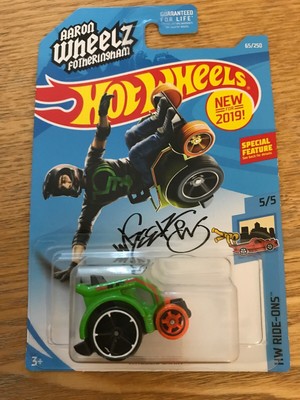 AARON
WHEELZ
FOTHERINGHAM
GUARANTEED
FOR LIFE
65/250
Hot Wheels
NEW
FOR
2019!
SPECIAL
FEATURE
5/5
HW RIDE-ONS
3+